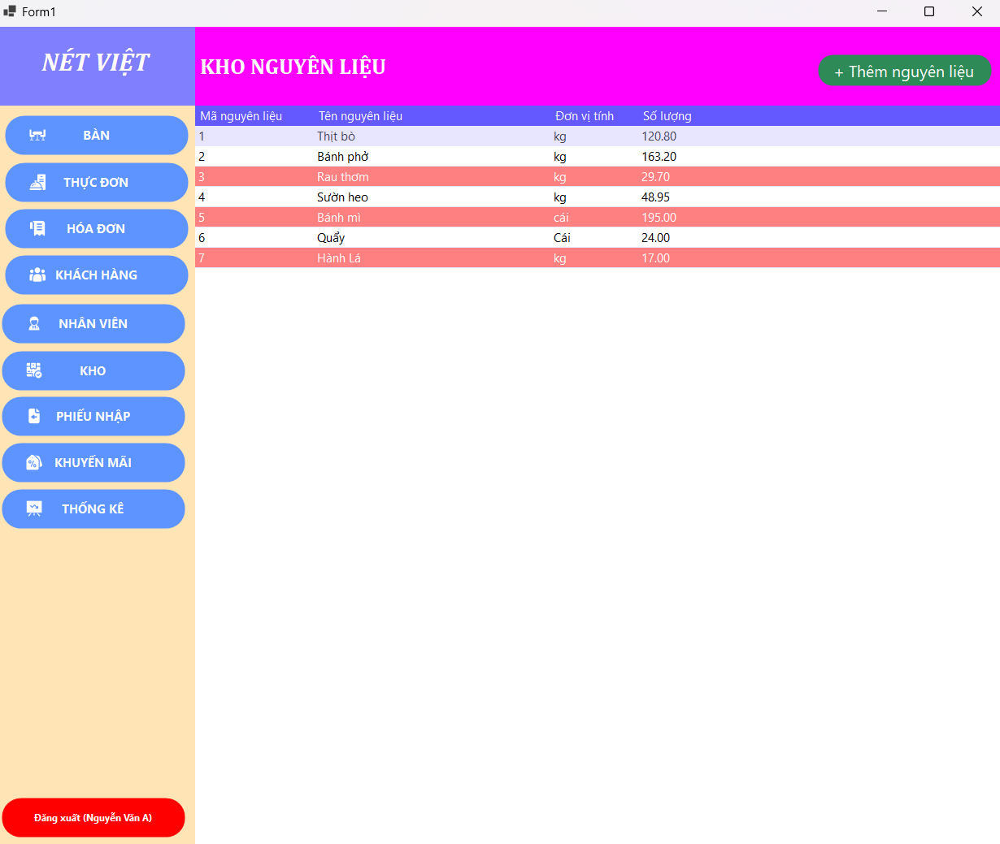 Form1
NÉT VIỆT
KHO NGUYÊN LIỆU
+ Thêm nguyên liệu
BÀN
THỰC ĐƠN
HÓA ĐƠN
KHÁCH HÀNG
NHÂN VIÊN
KHO
PHIẾU NHẬP
KHUYẾN MÃI
THỐNG KÊ
Đăng xuất (Nguyễn Văn A)
Mã nguyên liệu Tên nguyên liệu Đơn vị tính Số lượng
1 Thịt bò kg 120.80
2 Bánh phở kg 163.20
3 Rau thơm kg 29.70
4 Sườn heo kg 48.95
5 Bánh mì cái 195.00
6 Quẩy Cái 24.00
7 Hành Lá kg 17.00